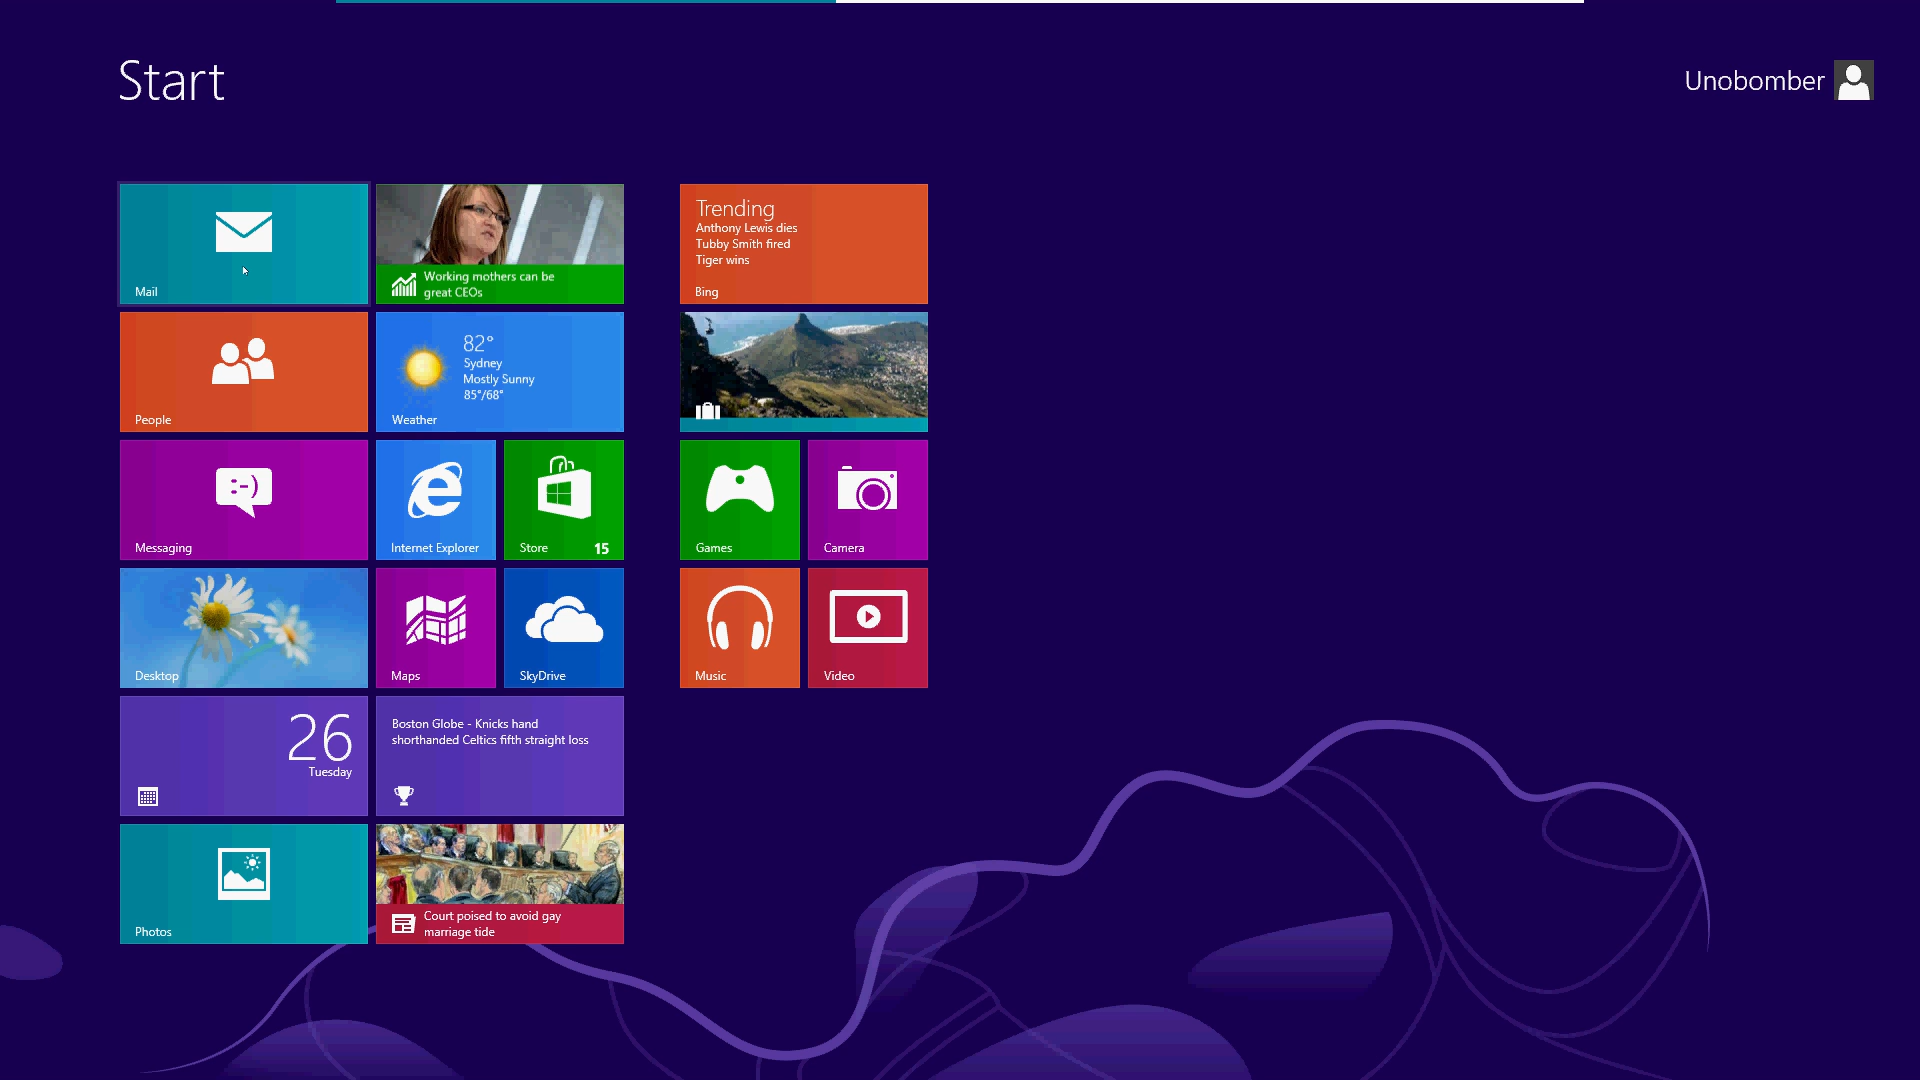 Start
Unobomber
Mail
Working mothers can be
great CEOs
Trending
Anthony Lewis dies
Tubby Smith fired
Tiger wins
Bing
People
82°
Sydney
Mostly Sunny
85°/68°
Weather
Messaging
:-)
Internet Explorer
Store
15
Games
Camera
Desktop
Maps
SkyDrive
Music
Video
26
Tuesday
Boston Globe - Knicks hand
shorthanded Celtics fifth straight loss
Photos
Court poised to avoid gay
marriage tide